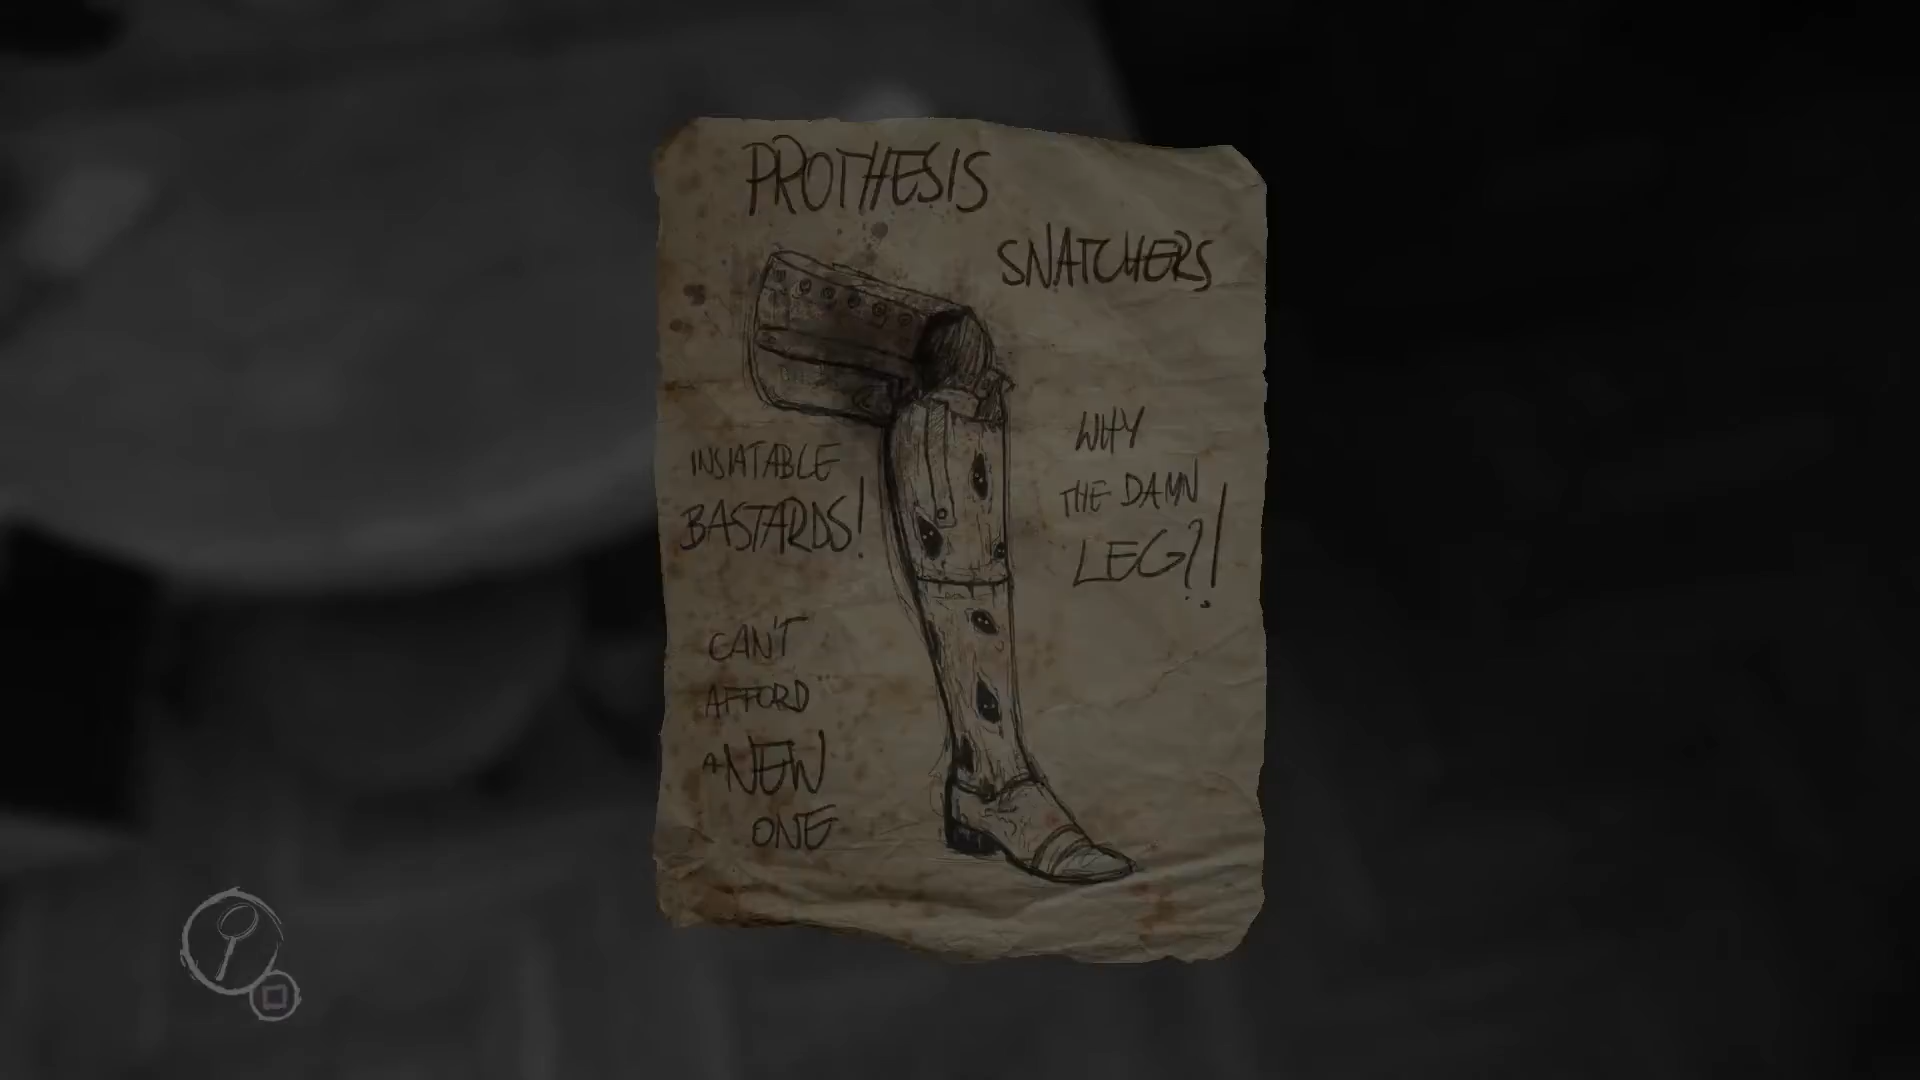 PROTHESIS
SNATCHERS
INSIATABLE
BASTARDS!
WHY
THE DAMN
LEG?!
CAN'T
AFFORD
A NEW
ONE